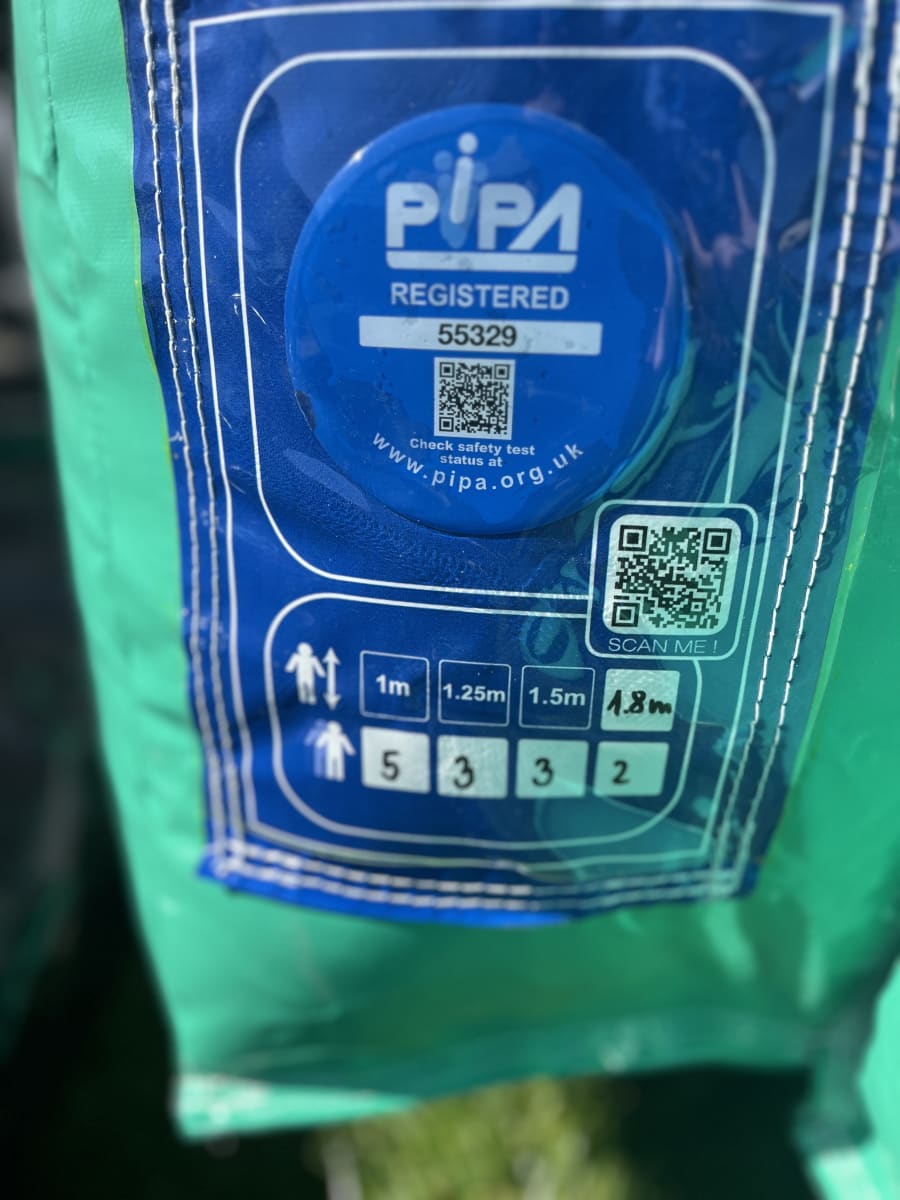 PiPA
REGISTERED
55329
Check safety test
status at
www.pipa.org.uk
SCAN ME !
1m 1.25m 1.5m 1.8m
5 3 3 2